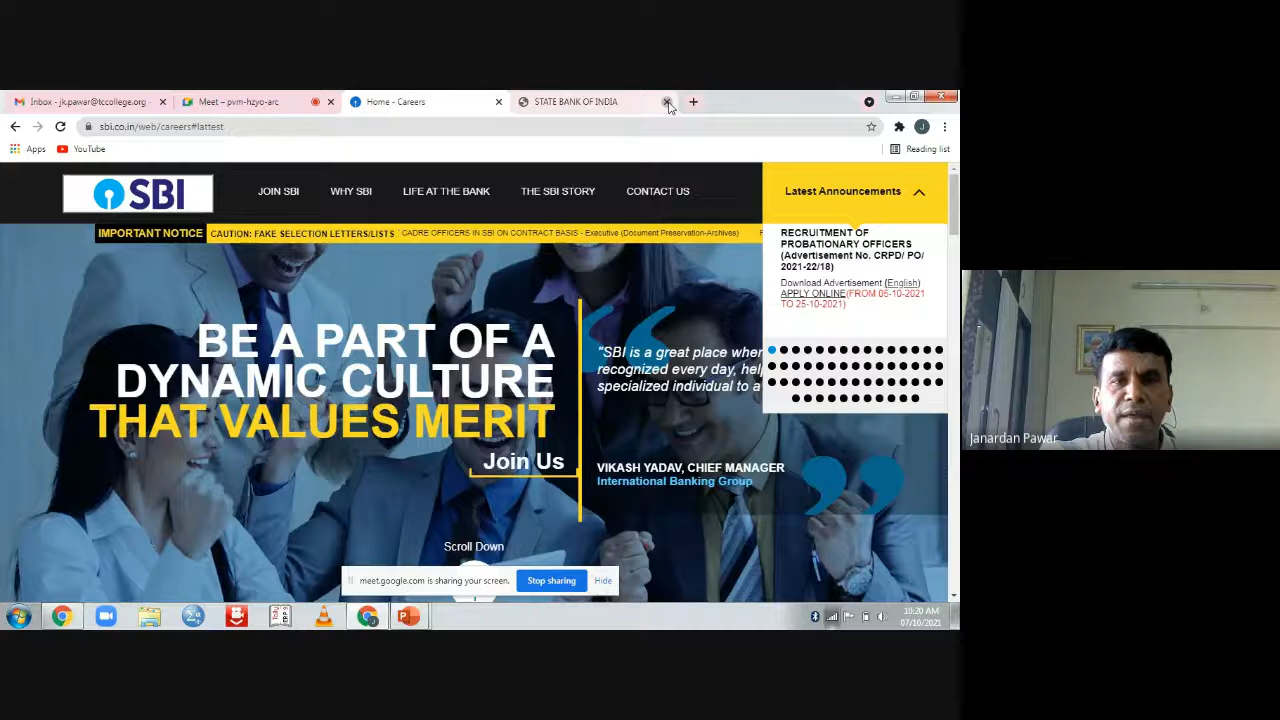 Inbox - jk.pawar@tccollege.org -
Meet – pvm-hzyo-arc
Home - Careers
STATE BANK OF INDIA
sbi.co.in/web/careers#lattest
J
Apps
YouTube
Reading list
SBI
JOIN SBI
WHY SBI
LIFE AT THE BANK
THE SBI STORY
CONTACT US
Latest Announcements
IMPORTANT NOTICE
CAUTION: FAKE SELECTION LETTERS/LISTS
CADRE OFFICERS IN SBI ON CONTRACT BASIS - Executive (Document Preservation-Archives)
RECRUITMENT OF
PROBATIONARY OFFICERS
(Advertisement No. CRPD/ PO/
2021-22/18)
Download Advertisement (English)
APPLY ONLINE(FROM 05-10-2021
TO 25-10-2021)
BE A PART OF A
DYNAMIC CULTURE
THAT VALUES MERIT
Join Us
"SBI is a great place wher
recognized every day, help
specialized individual to a
VIKASH YADAV, CHIEF MANAGER
International Banking Group
Scroll Down
meet.google.com is sharing your screen.
Stop sharing
Hide
10:20 AM
07/10/2021
Janardan Pawar